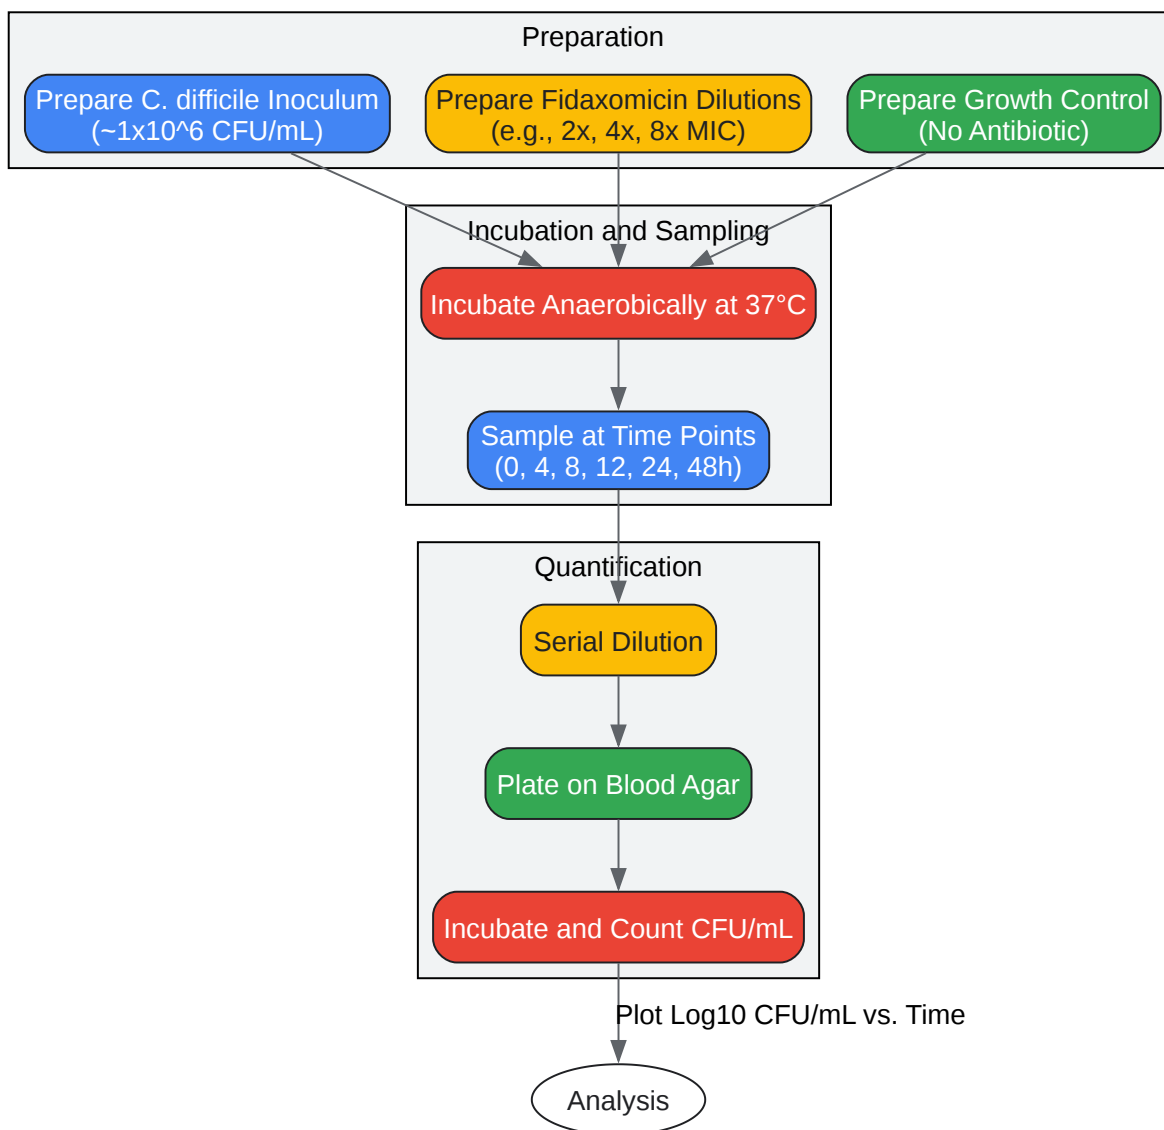 Preparation
Prepare C. difficile Inoculum
(~1x10^6 CFU/mL)
Prepare Fidaxomicin Dilutions
(e.g., 2x, 4x, 8x MIC)
Prepare Growth Control
(No Antibiotic)
Incubation and Sampling
Incubate Anaerobically at 37°C
Sample at Time Points
(0, 4, 8, 12, 24, 48h)
Quantification
Serial Dilution
Plate on Blood Agar
Incubate and Count CFU/mL
Plot Log10 CFU/mL vs. Time
Analysis